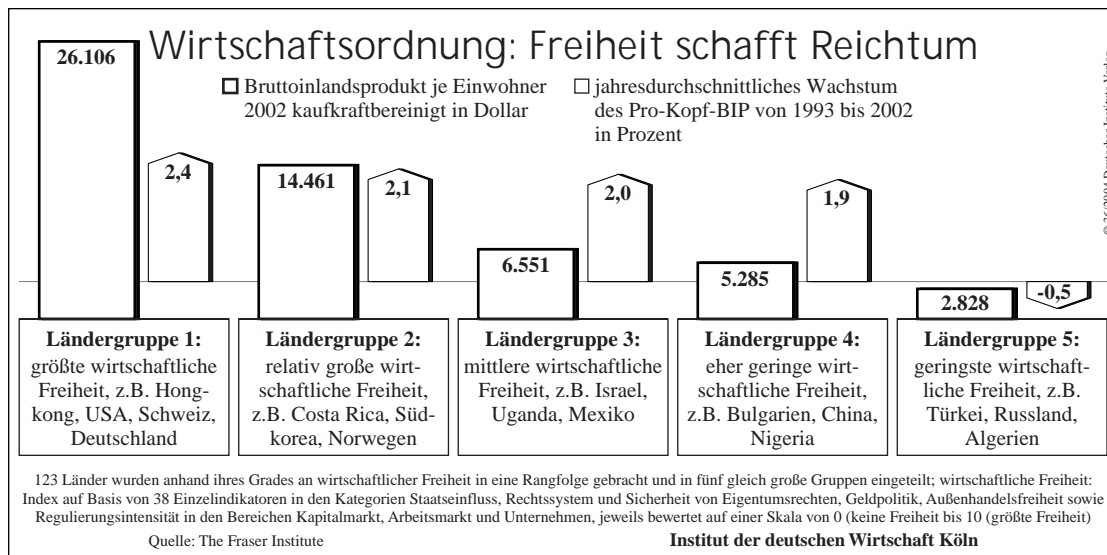 Wirtschaftsordnung: Freiheit schafft Reichtum
Bruttoinlandsprodukt je Einwohner
2002 kaufkraftbereinigt in Dollar
jahresdurchschnittliches Wachstum
des Pro-Kopf-BIP von 1993 bis 2002
in Prozent
26.106
2,4
14.461
2,1
6.551
2,0
5.285
1,9
2.828
-0,5
Ländergruppe 1:
größte wirtschaftliche
Freiheit, z.B. Hong-
kong, USA, Schweiz,
Deutschland
Ländergruppe 2:
relativ große wirt-
schaftliche Freiheit,
z.B. Costa Rica, Süd-
korea, Norwegen
Ländergruppe 3:
mittlere wirtschaftliche
Freiheit, z.B. Israel,
Uganda, Mexiko
Ländergruppe 4:
eher geringe wirt-
schaftliche Freiheit,
z.B. Bulgarien, China,
Nigeria
Ländergruppe 5:
geringste wirtschaft-
liche Freiheit, z.B.
Türkei, Russland,
Algerien
123 Länder wurden anhand ihres Grades an wirtschaftlicher Freiheit in eine Rangfolge gebracht und in fünf gleich große Gruppen eingeteilt; wirtschaftliche Freiheit:
Index auf Basis von 38 Einzelindikatoren in den Kategorien Staatseinfluss, Rechtssystem und Sicherheit von Eigentumsrechten, Geldpolitik, Außenhandelsfreiheit sowie
Regulierungsintensität in den Bereichen Kapitalmarkt, Arbeitsmarkt und Unternehmen, jeweils bewertet auf einer Skala von 0 (keine Freiheit bis 10 (größte Freiheit)
Quelle: The Fraser Institute
Institut der deutschen Wirtschaft Köln